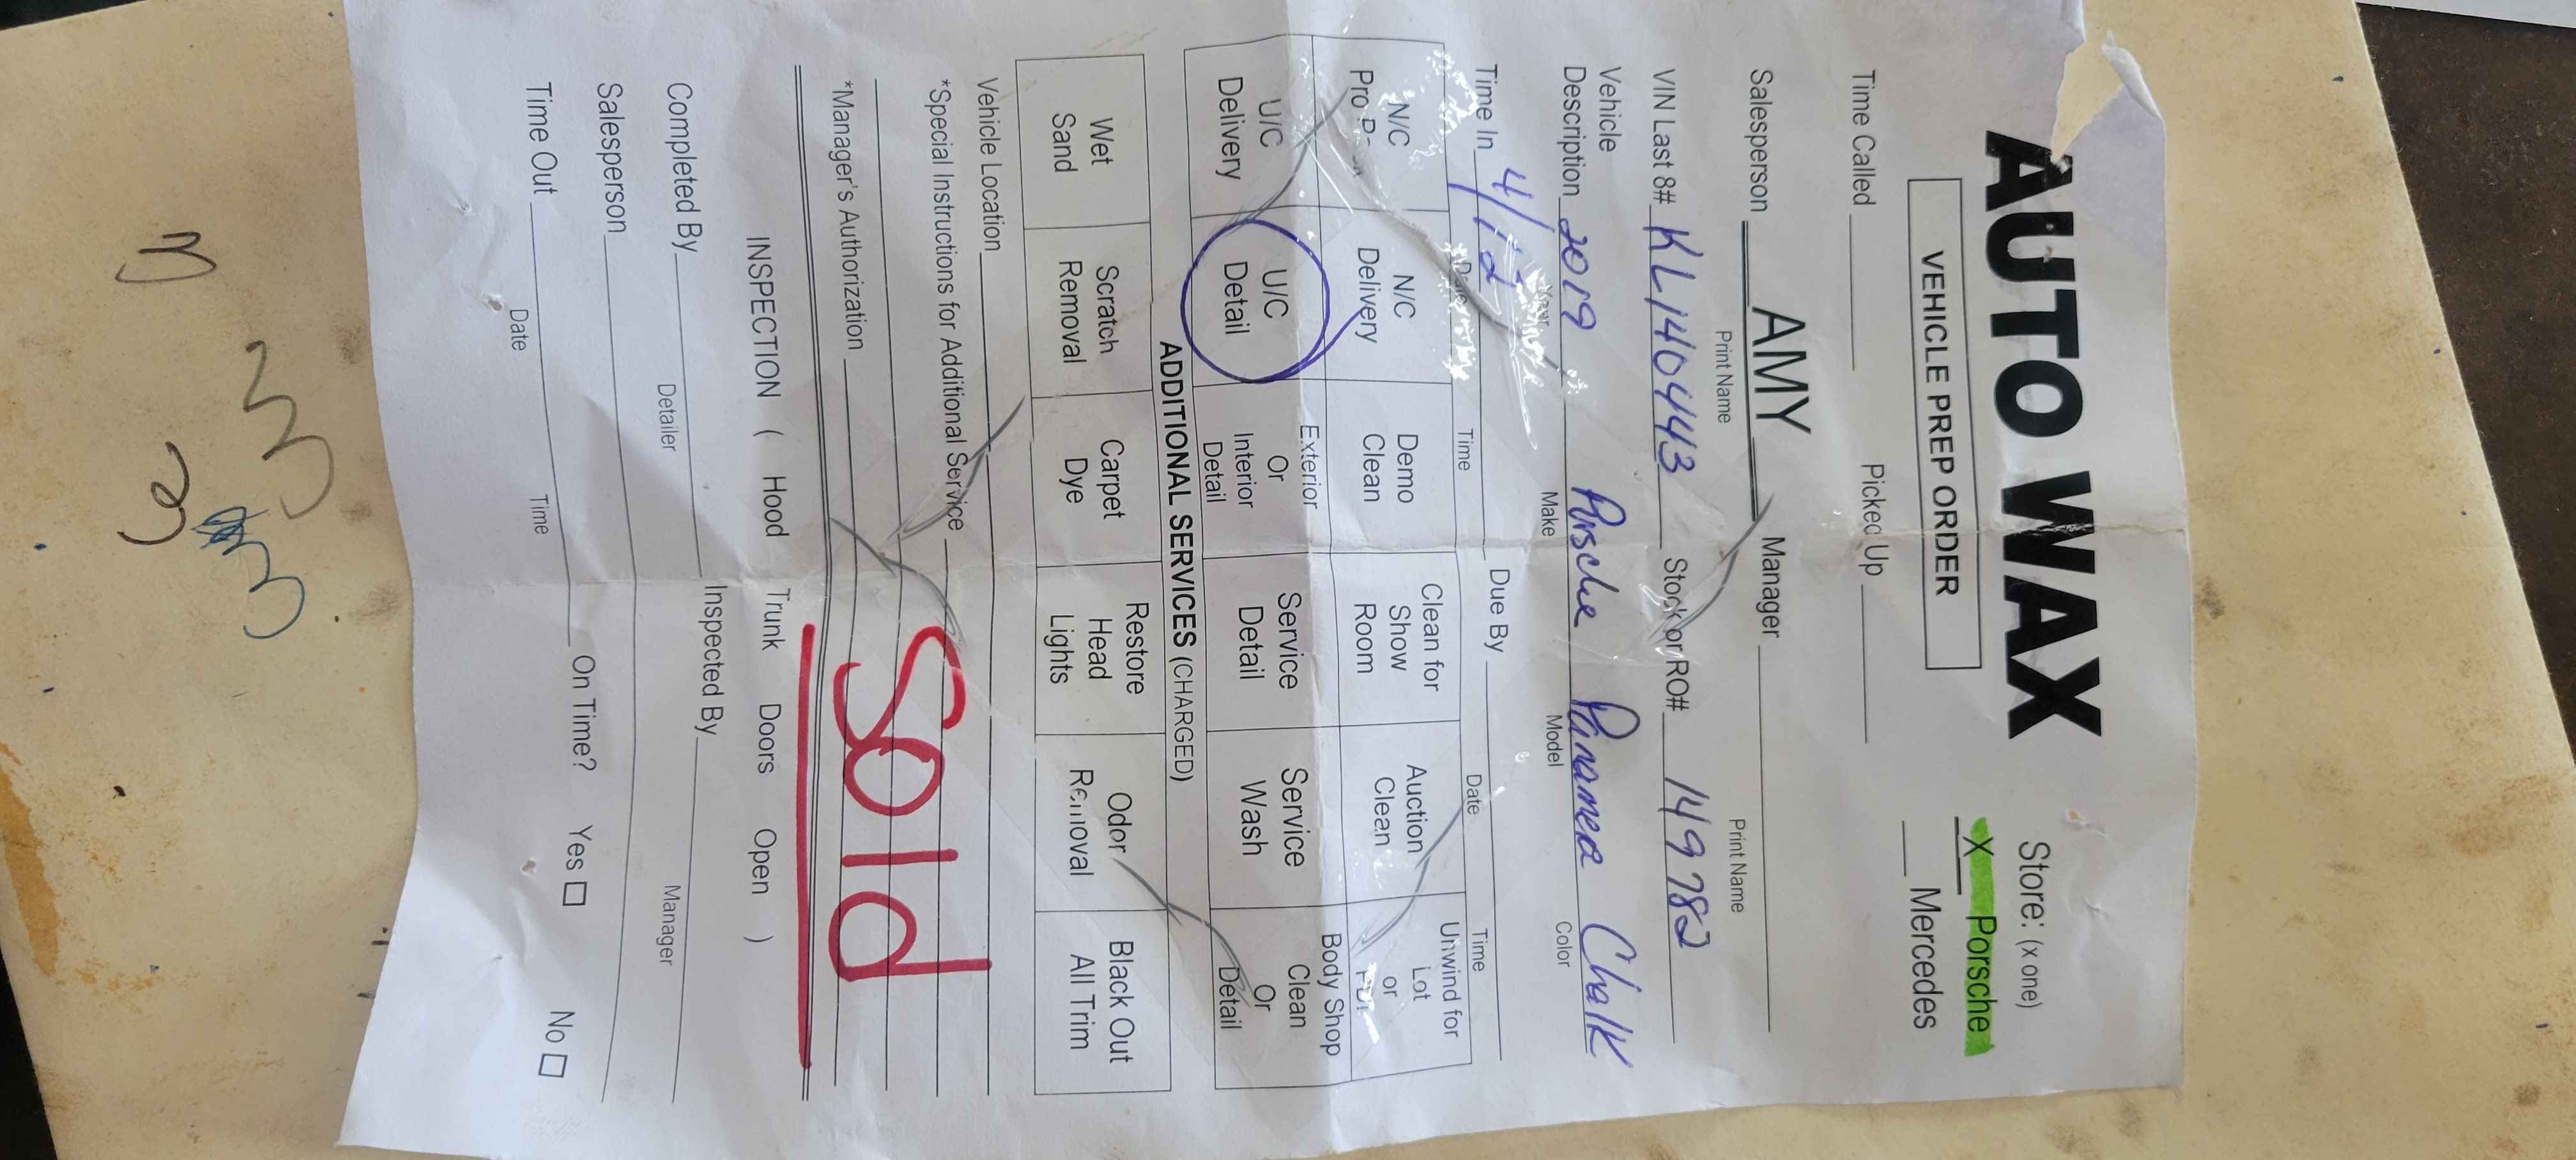 AUTO WAX
VEHICLE PREP ORDER
Store: (x one)
X Porsche
Mercedes
Time Called Picked Up
Salesperson AMY Manager
Print Name Print Name
VIN Last 8# KL140443 Stock or RO# 149782
Vehicle
Description 2019 Porsche Panamea Chalk
Year Make Model Color
Time In 4/12 Due By
Date Time Date Time
N/C Pro
N/C Delivery
Demo Clean
Clean for Show Room
Auction Clean
Unwind for Lot or PDI
U/C Delivery
U/C Detail
Exterior Or Interior Detail
Service Detail
Service Wash
Body Shop Clean Or Detail
ADDITIONAL SERVICES (CHARGED)
Wet Sand
Scratch Removal
Carpet Dye
Restore Head Lights
Odor Removal
Black Out All Trim
Vehicle Location
*Special Instructions for Additional Service
Sold
*Manager's Authorization
INSPECTION ( Hood Trunk Doors Open )
Completed By Inspected By
Detailer Manager
Salesperson
Time Out On Time? Yes No
Date Time